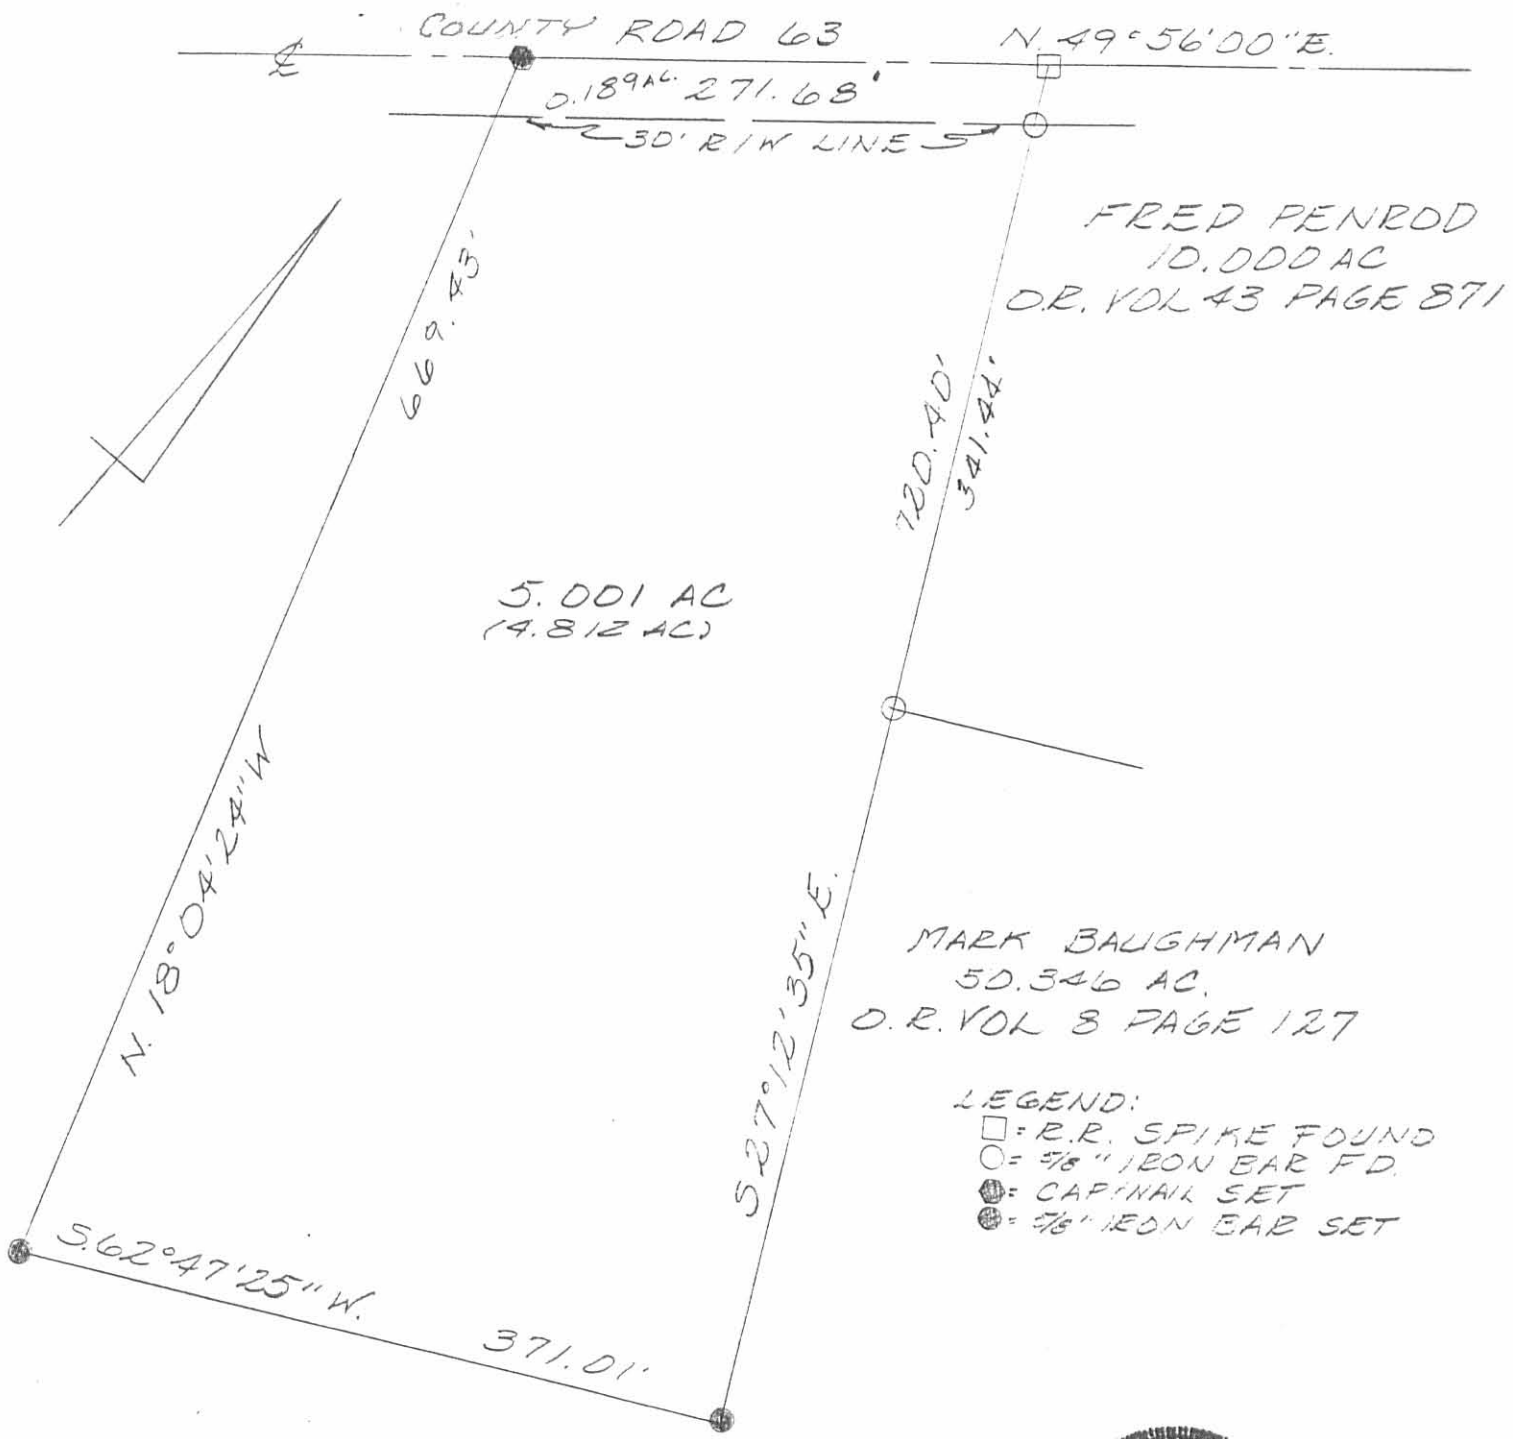 COUNTY ROAD 63
N. 49°56'00"E.
℄
0.189 AC. 271.68'
30' R/W LINE
FRED PENROD
10.000 AC
O.R. VOL 43 PAGE 871
669.43'
720.40'
341.44'
5.001 AC
(4.812 AC)
N. 18°04'24"W
S 27°12'35"E.
MARK BAUGHMAN
50.346 AC.
O.R. VOL 8 PAGE 127
LEGEND:
□ = R.R. SPIKE FOUND
○ = 5/8" IRON BAR FD.
⬣ = CAP/NAIL SET
● = 5/8" IRON BAR SET
S.62°47'25"W.
371.01'